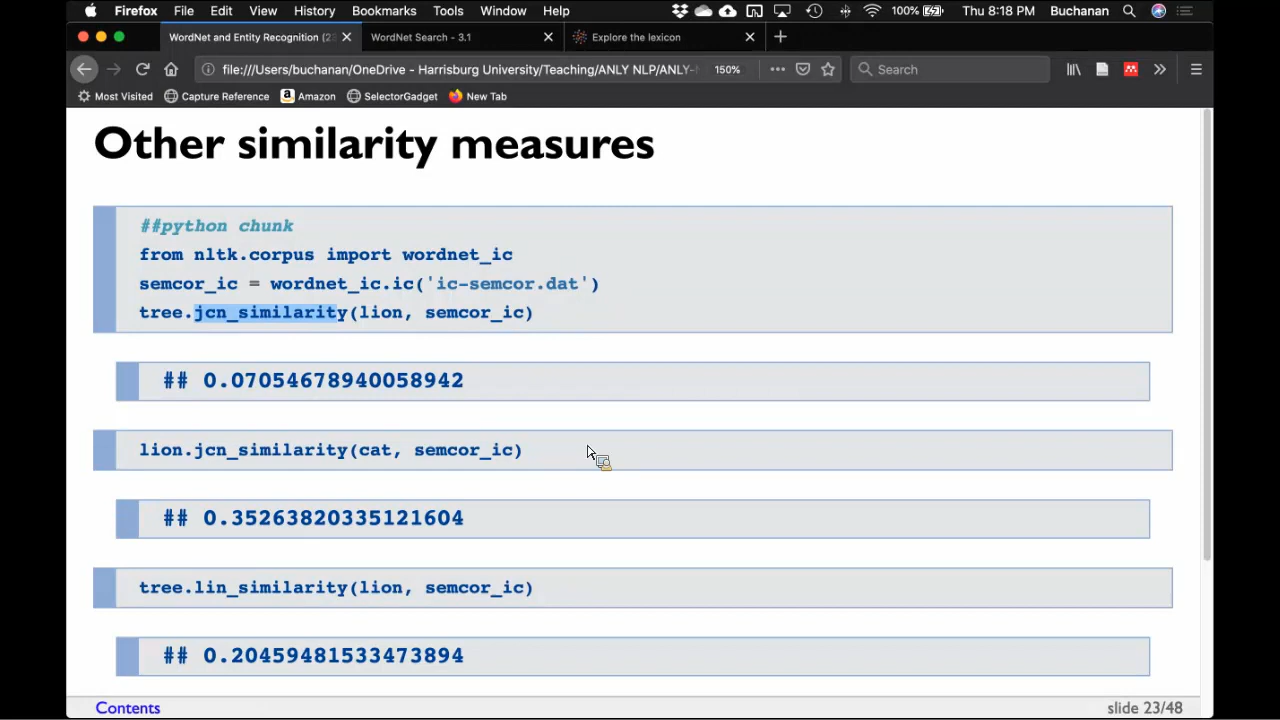 Firefox File Edit View History Bookmarks Tools Window Help 100% Thu 8:18 PM Buchanan
WordNet and Entity Recognition (2 WordNet Search - 3.1 Explore the lexicon
file:///Users/buchanan/OneDrive - Harrisburg University/Teaching/ANLY NLP/ANLY- 150% Search
Most Visited Capture Reference Amazon SelectorGadget New Tab
Other similarity measures
##python chunk
from nltk.corpus import wordnet_ic
semcor_ic = wordnet_ic.ic('ic-semcor.dat')
tree.jcn_similarity(lion, semcor_ic)
## 0.07054678940058942
lion.jcn_similarity(cat, semcor_ic)
## 0.35263820335121604
tree.lin_similarity(lion, semcor_ic)
## 0.20459481533473894
Contents slide 23/48